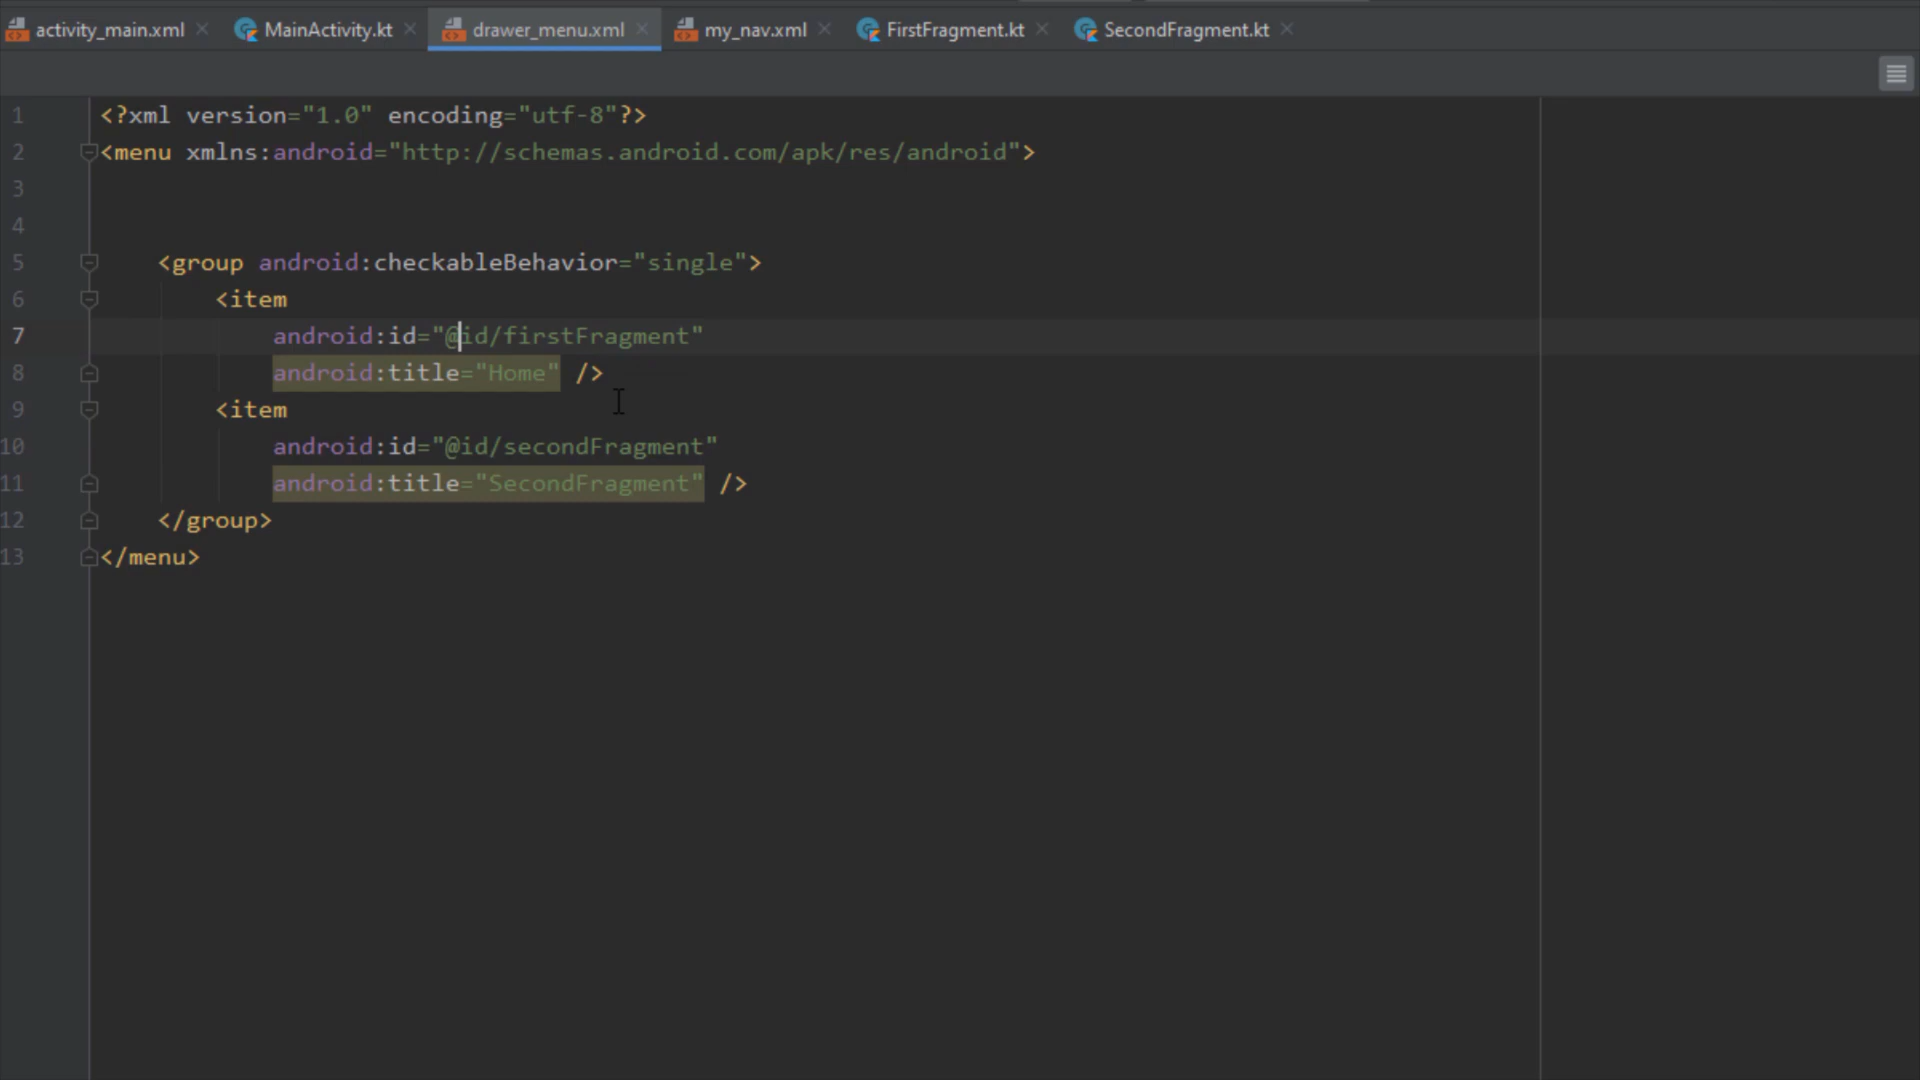 activity_main.xml MainActivity.kt drawer_menu.xml my_nav.xml FirstFragment.kt SecondFragment.kt
1 <?xml version="1.0" encoding="utf-8"?>
2 <menu xmlns:android="http://schemas.android.com/apk/res/android">
3
4
5 <group android:checkableBehavior="single">
6 <item
7 android:id="@id/firstFragment"
8 android:title="Home" />
9 <item
10 android:id="@id/secondFragment"
11 android:title="SecondFragment" />
12 </group>
13 </menu>